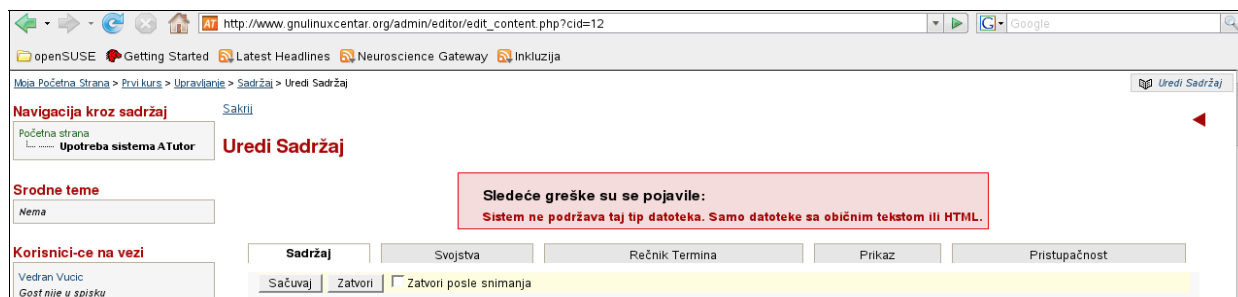 http://www.gnulinuxcentar.org/admin/editor/edit_content.php?cid=12
Google
openSUSE Getting Started Latest Headlines Neuroscience Gateway Inkluzija
Moja Početna Strana > Prvi kurs > Upravljanje > Sadržaj > Uredi Sadržaj
Uredi Sadržaj
Navigacija kroz sadržaj
Sakrij
Početna strana
Upotreba sistema ATutor
Uredi Sadržaj
Srodne teme
Nema
Sledeće greške su se pojavile:
Sistem ne podržava taj tip datoteka. Samo datoteke sa običnim tekstom ili HTML.
Korisnici-ce na vezi
Vedran Vucic
Gost nije u spisku
Sadržaj Svojstva Rečnik Termina Prikaz Pristupačnost
Sačuvaj Zatvori Zatvori posle snimanja